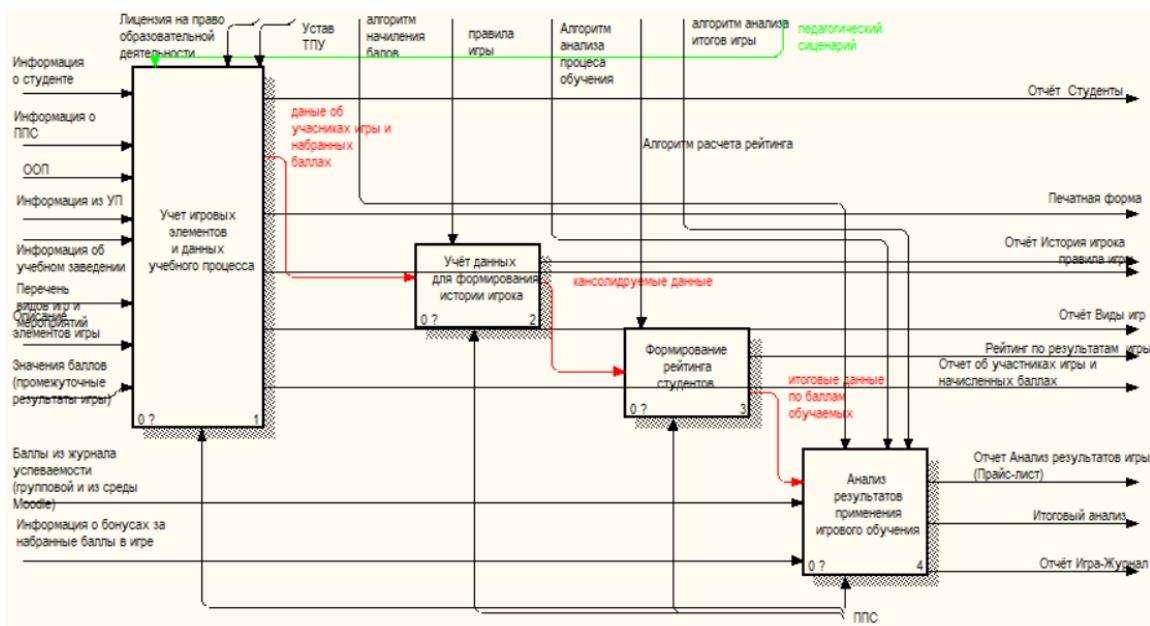 Лицензия на право
образовательной
деятельности
Устав
ТПУ
алгоритм
начиления
балов
правила
игры
Алгоритм
анализа
процеса
обучения
алгоритм анализа
итогов игры
педагогический
сиценарий
Информация
о студенте
Информация о
ППС
ООП
Информация из УП
Информация об
учебном заведении
Перечень
видов игр и
мероприятий
Описание
элементов игры
Значения баллов
(промежуточные
результаты игры)
Баллы из журнала
успеваемости
(групповой и из среды
Moodle)
Информация о бонусах за
набранные баллы в игре
Учет игровых
элементов
и данных
учебного процесса
0 ?
1
даные об
учасниках игры и
набранных
баллах
Учёт данных
для формирования
истории игрока
0 ?
2
кансолидруемые данные
Алгоритм расчета рейтинга
Формирование
рейтинга
студентов
0 ?
3
итоговые данные
по баллам
обучаемых
Анализ
результатов
применения
игрового обучения
0 ?
4
Отчёт Студенты
Печатная форма
Отчёт История игрока
правила игры
Отчёт Виды игр
Рейтинг по результатам игры
Отчет об участниках игры и
начисленных баллах
Отчет Анализ результатов игры
(Прайс-лист)
Итоговый анализ
Отчёт Игра-Журнал
ППС